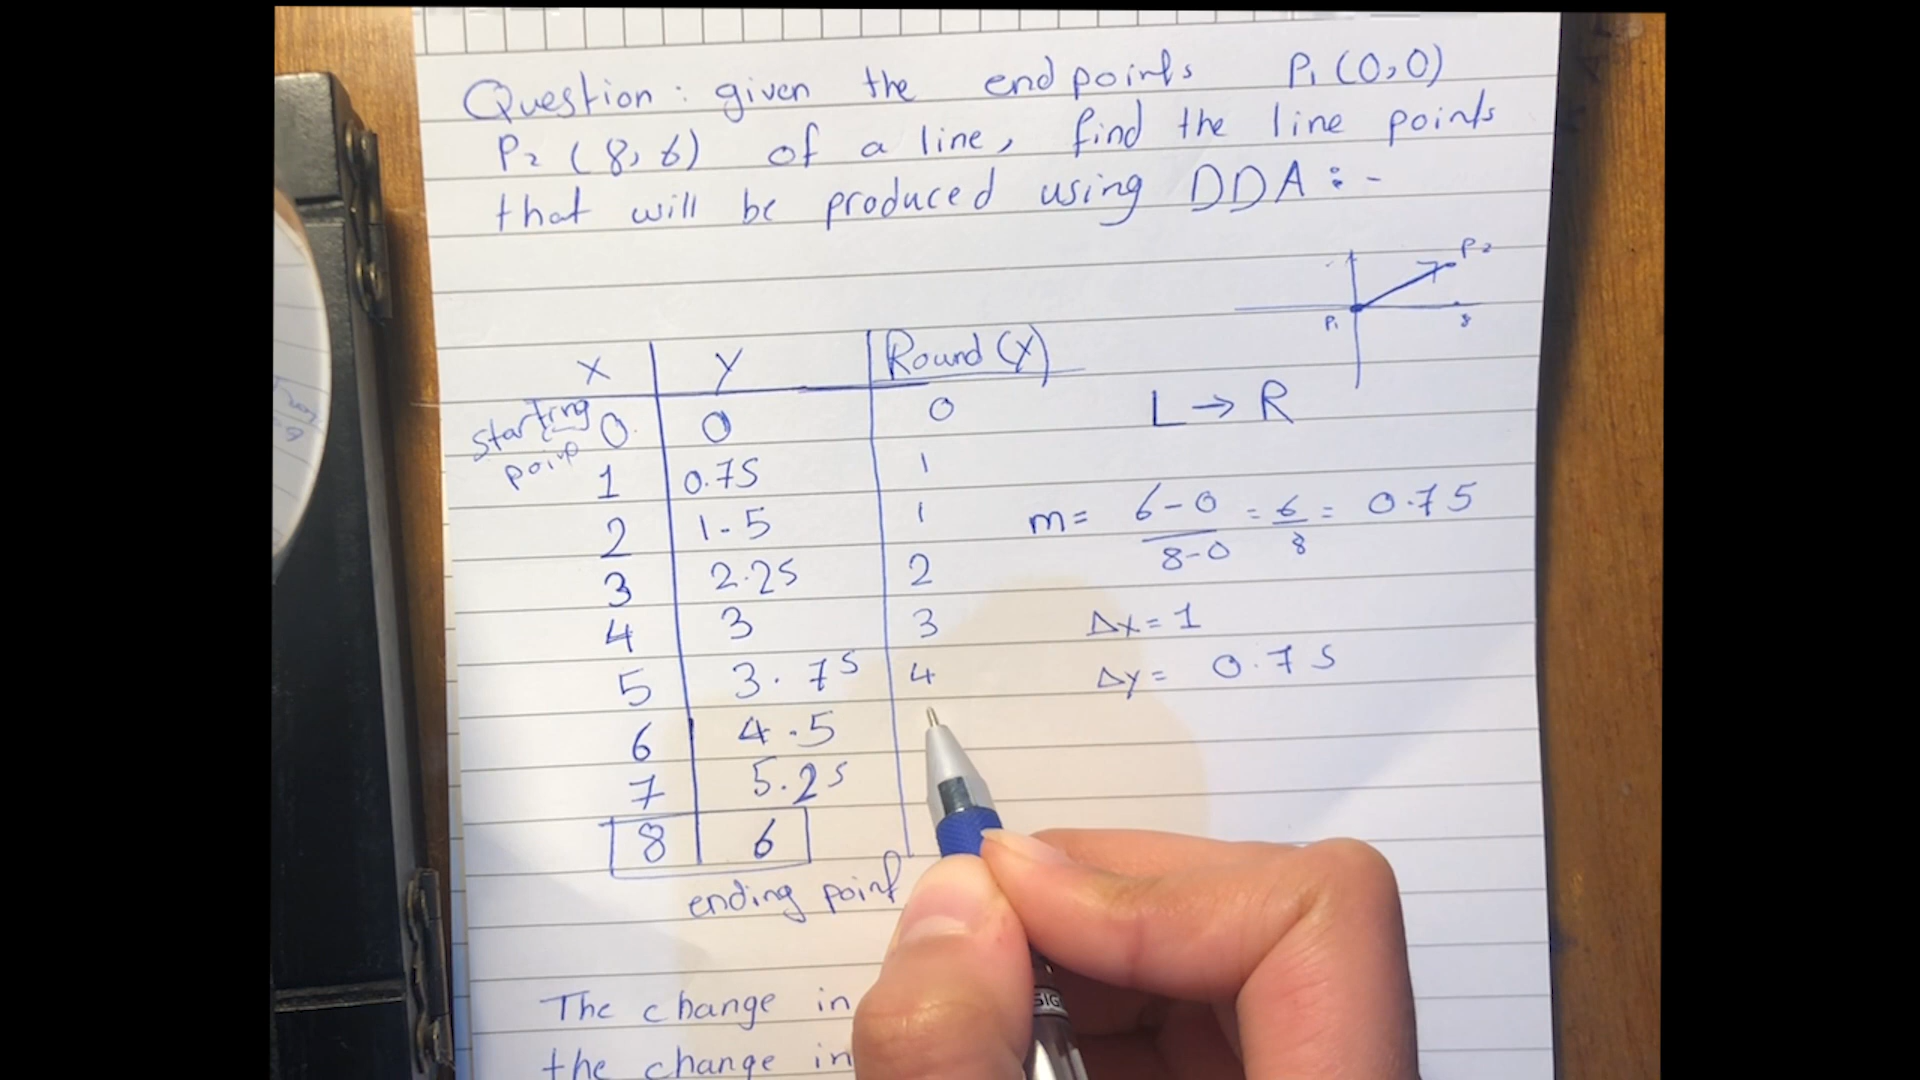 Question: given the endpoints P₁ (0,0)
P₂ (8,6) of a line, find the line points
that will be produced using DDA :-
P₂
P₁ 8
X Y Round (Y)
starting point 0 0 0
L → R
1 0.75 1
2 1.5 1
m = 6-0 / 8-0 = 6/8 = 0.75
3 2.25 2
4 3 3
Δx = 1
5 3.75 4
Δy = 0.75
6 4.5
7 5.25
8 6
ending point
The change in
the change in
SIG